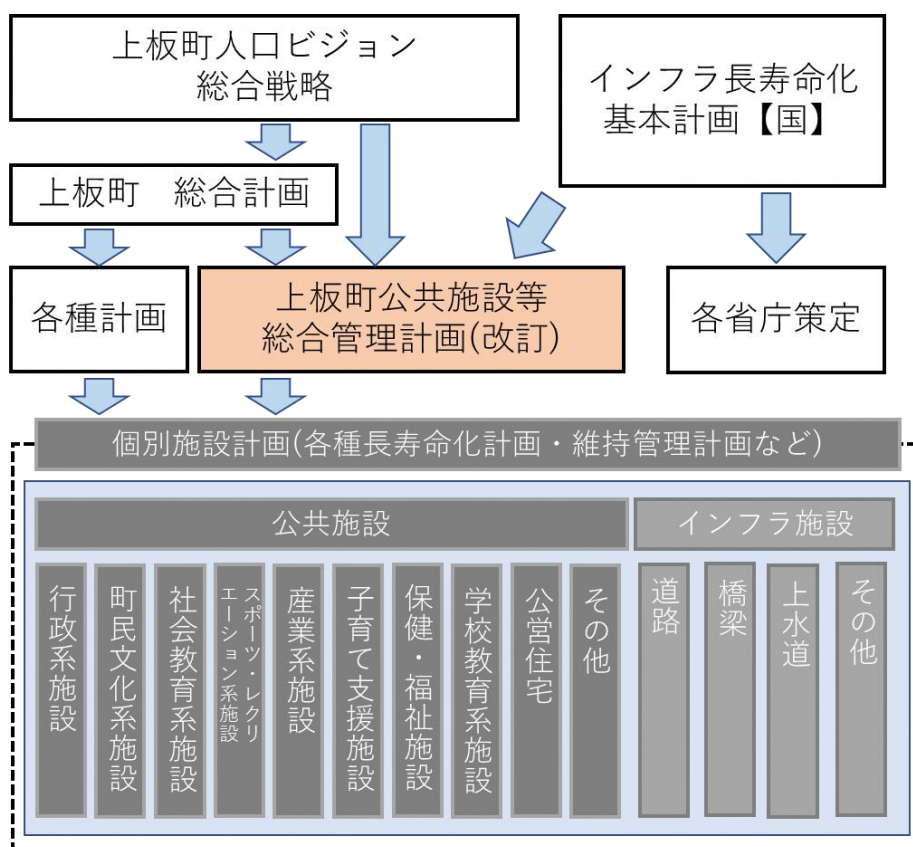 上板町人口ビジョン
総合戦略
インフラ長寿命化
基本計画【国】
上板町　総合計画
各種計画
上板町公共施設等
総合管理計画(改訂)
各省庁策定
個別施設計画(各種長寿命化計画・維持管理計画など)
公共施設
インフラ施設
行政系施設
町民文化系施設
社会教育系施設
スポーツ・レクリ
エーション系施設
産業系施設
子育て支援施設
保健・福祉施設
学校教育系施設
公営住宅
その他
道路
橋梁
上水道
その他